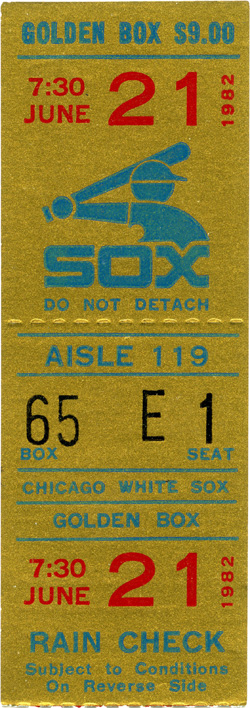 GOLDEN BOX $9.00
7:30 JUNE 21 1982
SOX
DO NOT DETACH
AISLE 119
65 E 1
BOX SEAT
CHICAGO WHITE SOX
GOLDEN BOX
7:30 JUNE 21 1982
RAIN CHECK
Subject to Conditions
On Reverse Side